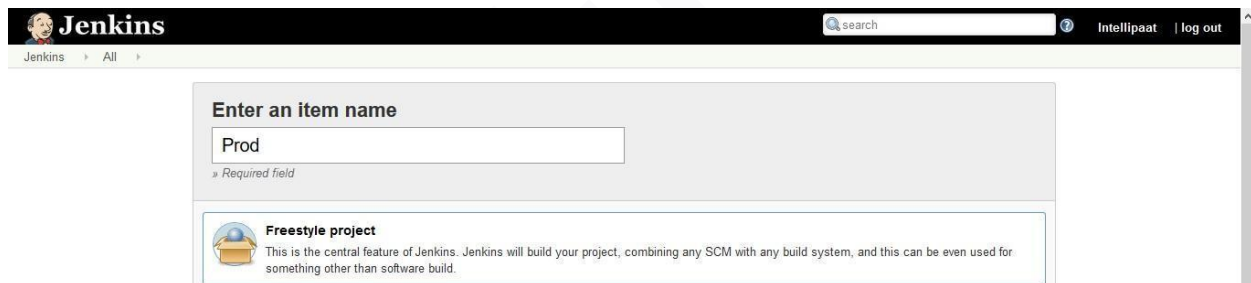 Jenkins
search
Intellipaat | log out
Jenkins All
Enter an item name
Prod
» Required field
Freestyle project
This is the central feature of Jenkins. Jenkins will build your project, combining any SCM with any build system, and this can be even used for
something other than software build.